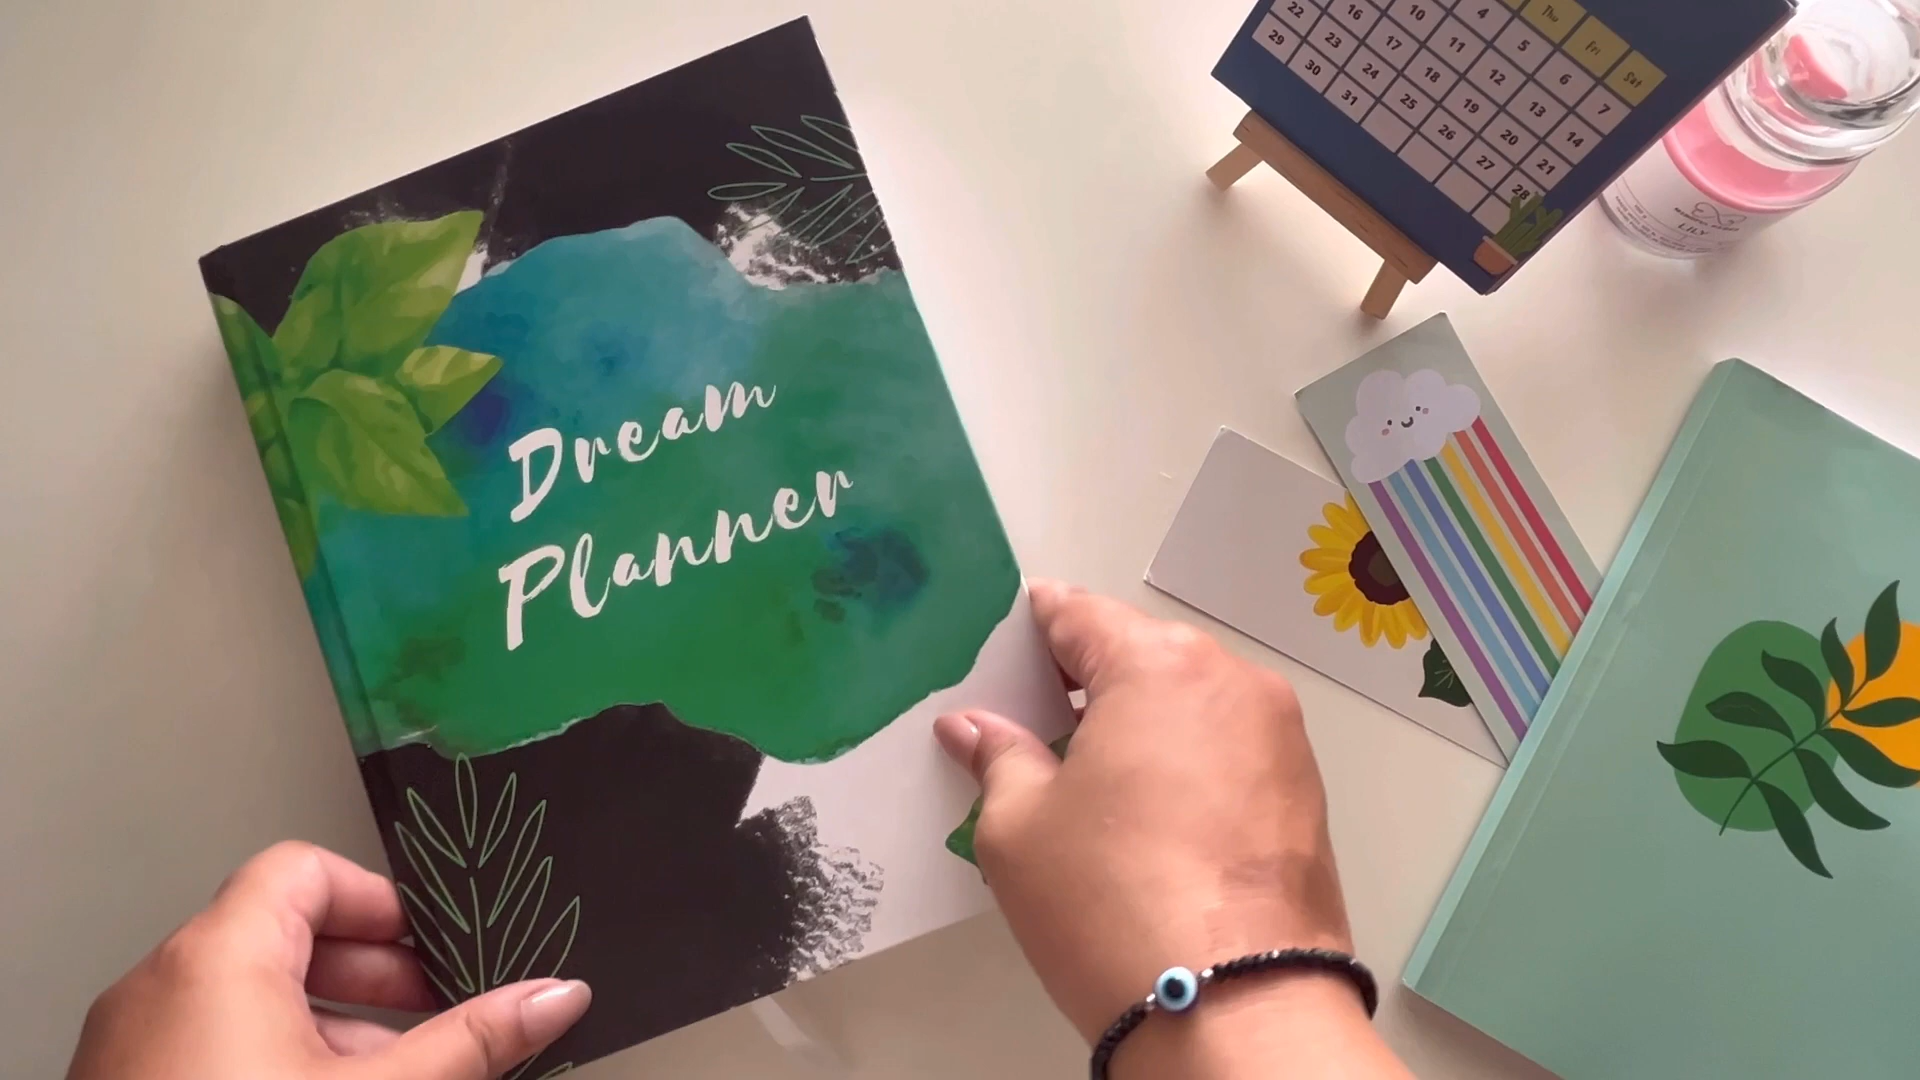 Dream
Planner
Thu Fri Sat
4 5 6 7
10 11 12 13 14
16 17 18 19 20 21
22 23 24 25 26 27 28
29 30 31
LILY